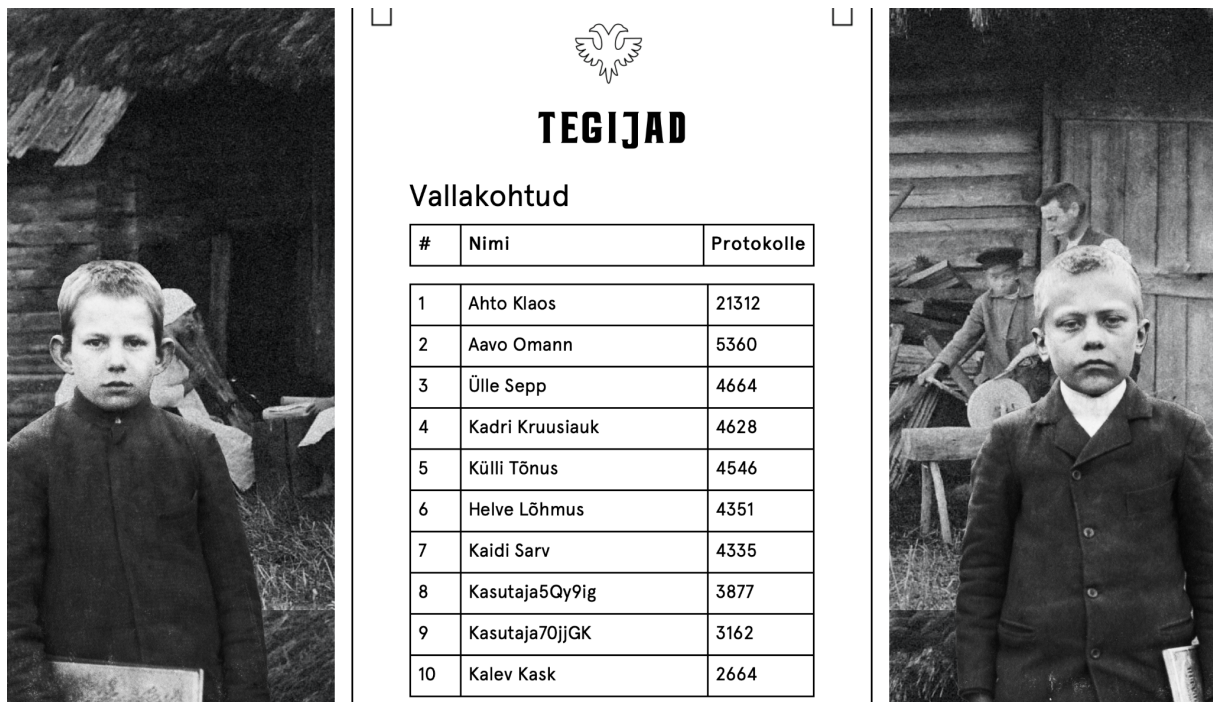 TEGIJAD
Vallakohtud
# Nimi Protokolle
1 Ahto Klaos 21312
2 Aavo Omann 5360
3 Ülle Sepp 4664
4 Kadri Kruusiauk 4628
5 Külli Tõnus 4546
6 Helve Lõhmus 4351
7 Kaidi Sarv 4335
8 Kasutaja5Qy9ig 3877
9 Kasutaja70jjGK 3162
10 Kalev Kask 2664